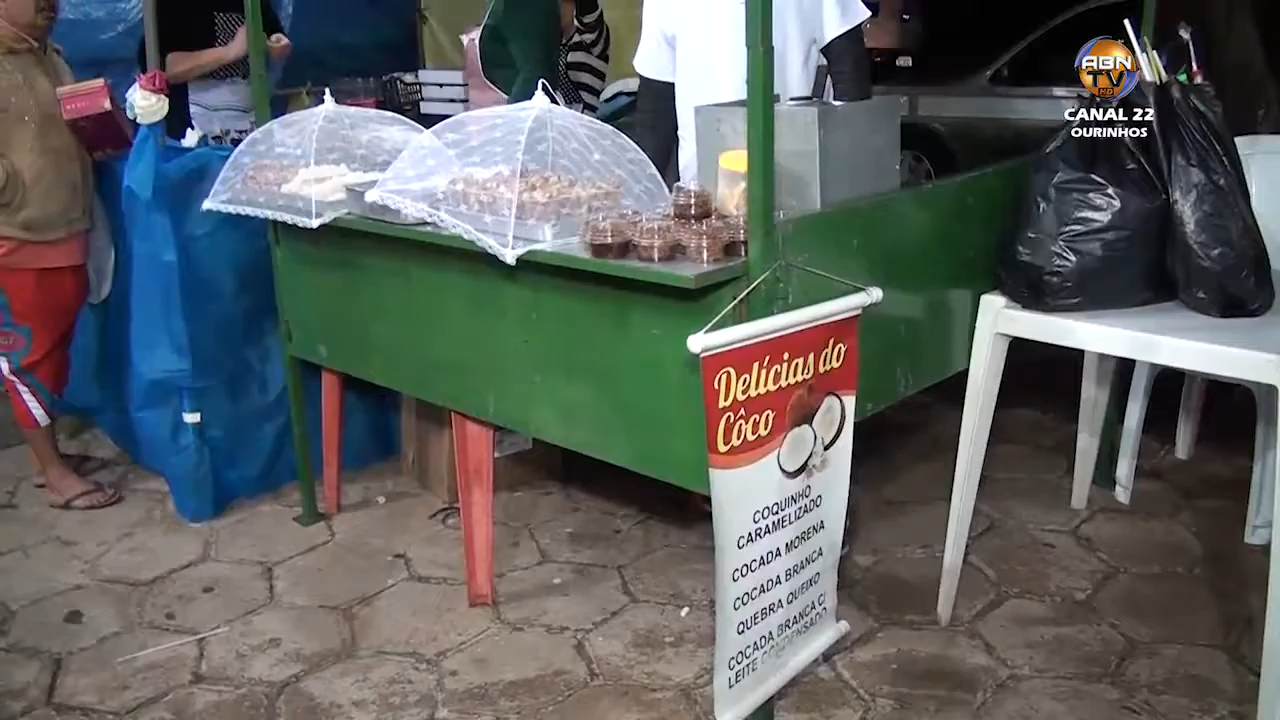 ABN
TV
HD
CANAL 22
OURINHOS
Delícias do
Côco
COQUINHO
CARAMELIZADO
COCADA MORENA
COCADA BRANCA
QUEBRA QUEIXO
COCADA BRANCA C/
LEITE CONDENSADO